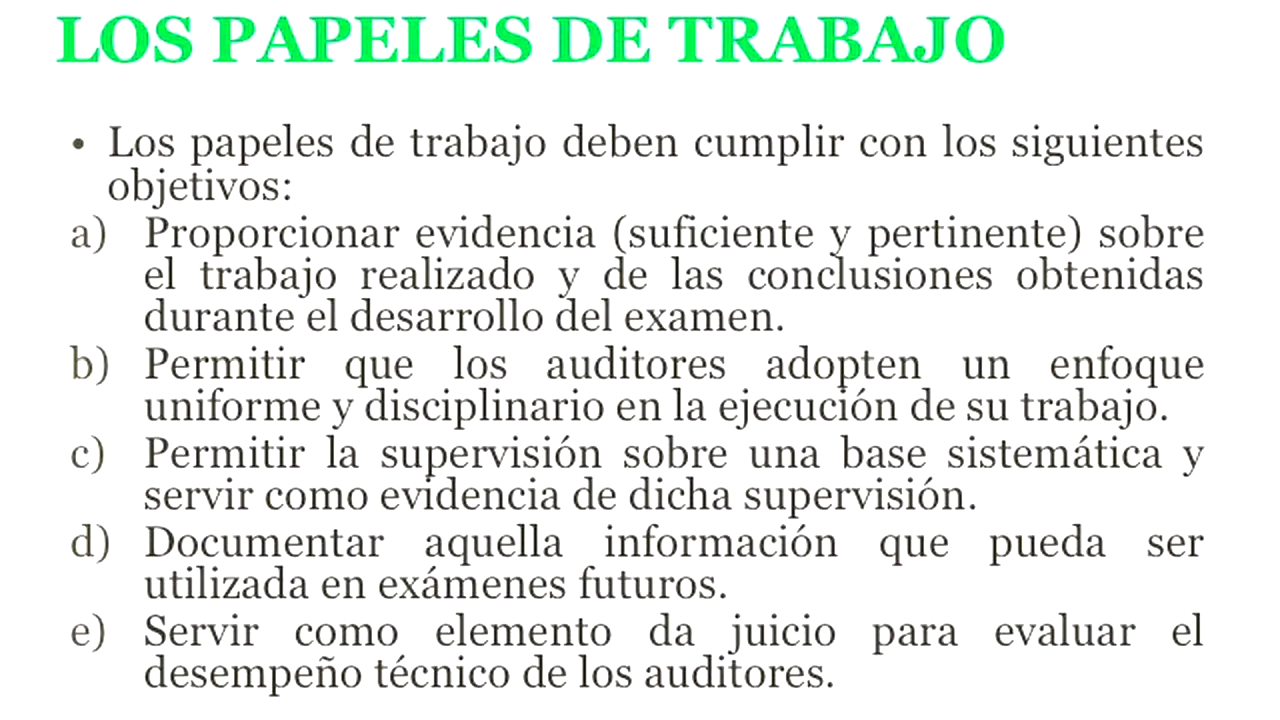 LOS PAPELES DE TRABAJO
• Los papeles de trabajo deben cumplir con los siguientes
objetivos:
a) Proporcionar evidencia (suficiente y pertinente) sobre
el trabajo realizado y de las conclusiones obtenidas
durante el desarrollo del examen.
b) Permitir que los auditores adopten un enfoque
uniforme y disciplinario en la ejecución de su trabajo.
c) Permitir la supervisión sobre una base sistemática y
servir como evidencia de dicha supervisión.
d) Documentar aquella información que pueda ser
utilizada en exámenes futuros.
e) Servir como elemento da juicio para evaluar el
desempeño técnico de los auditores.